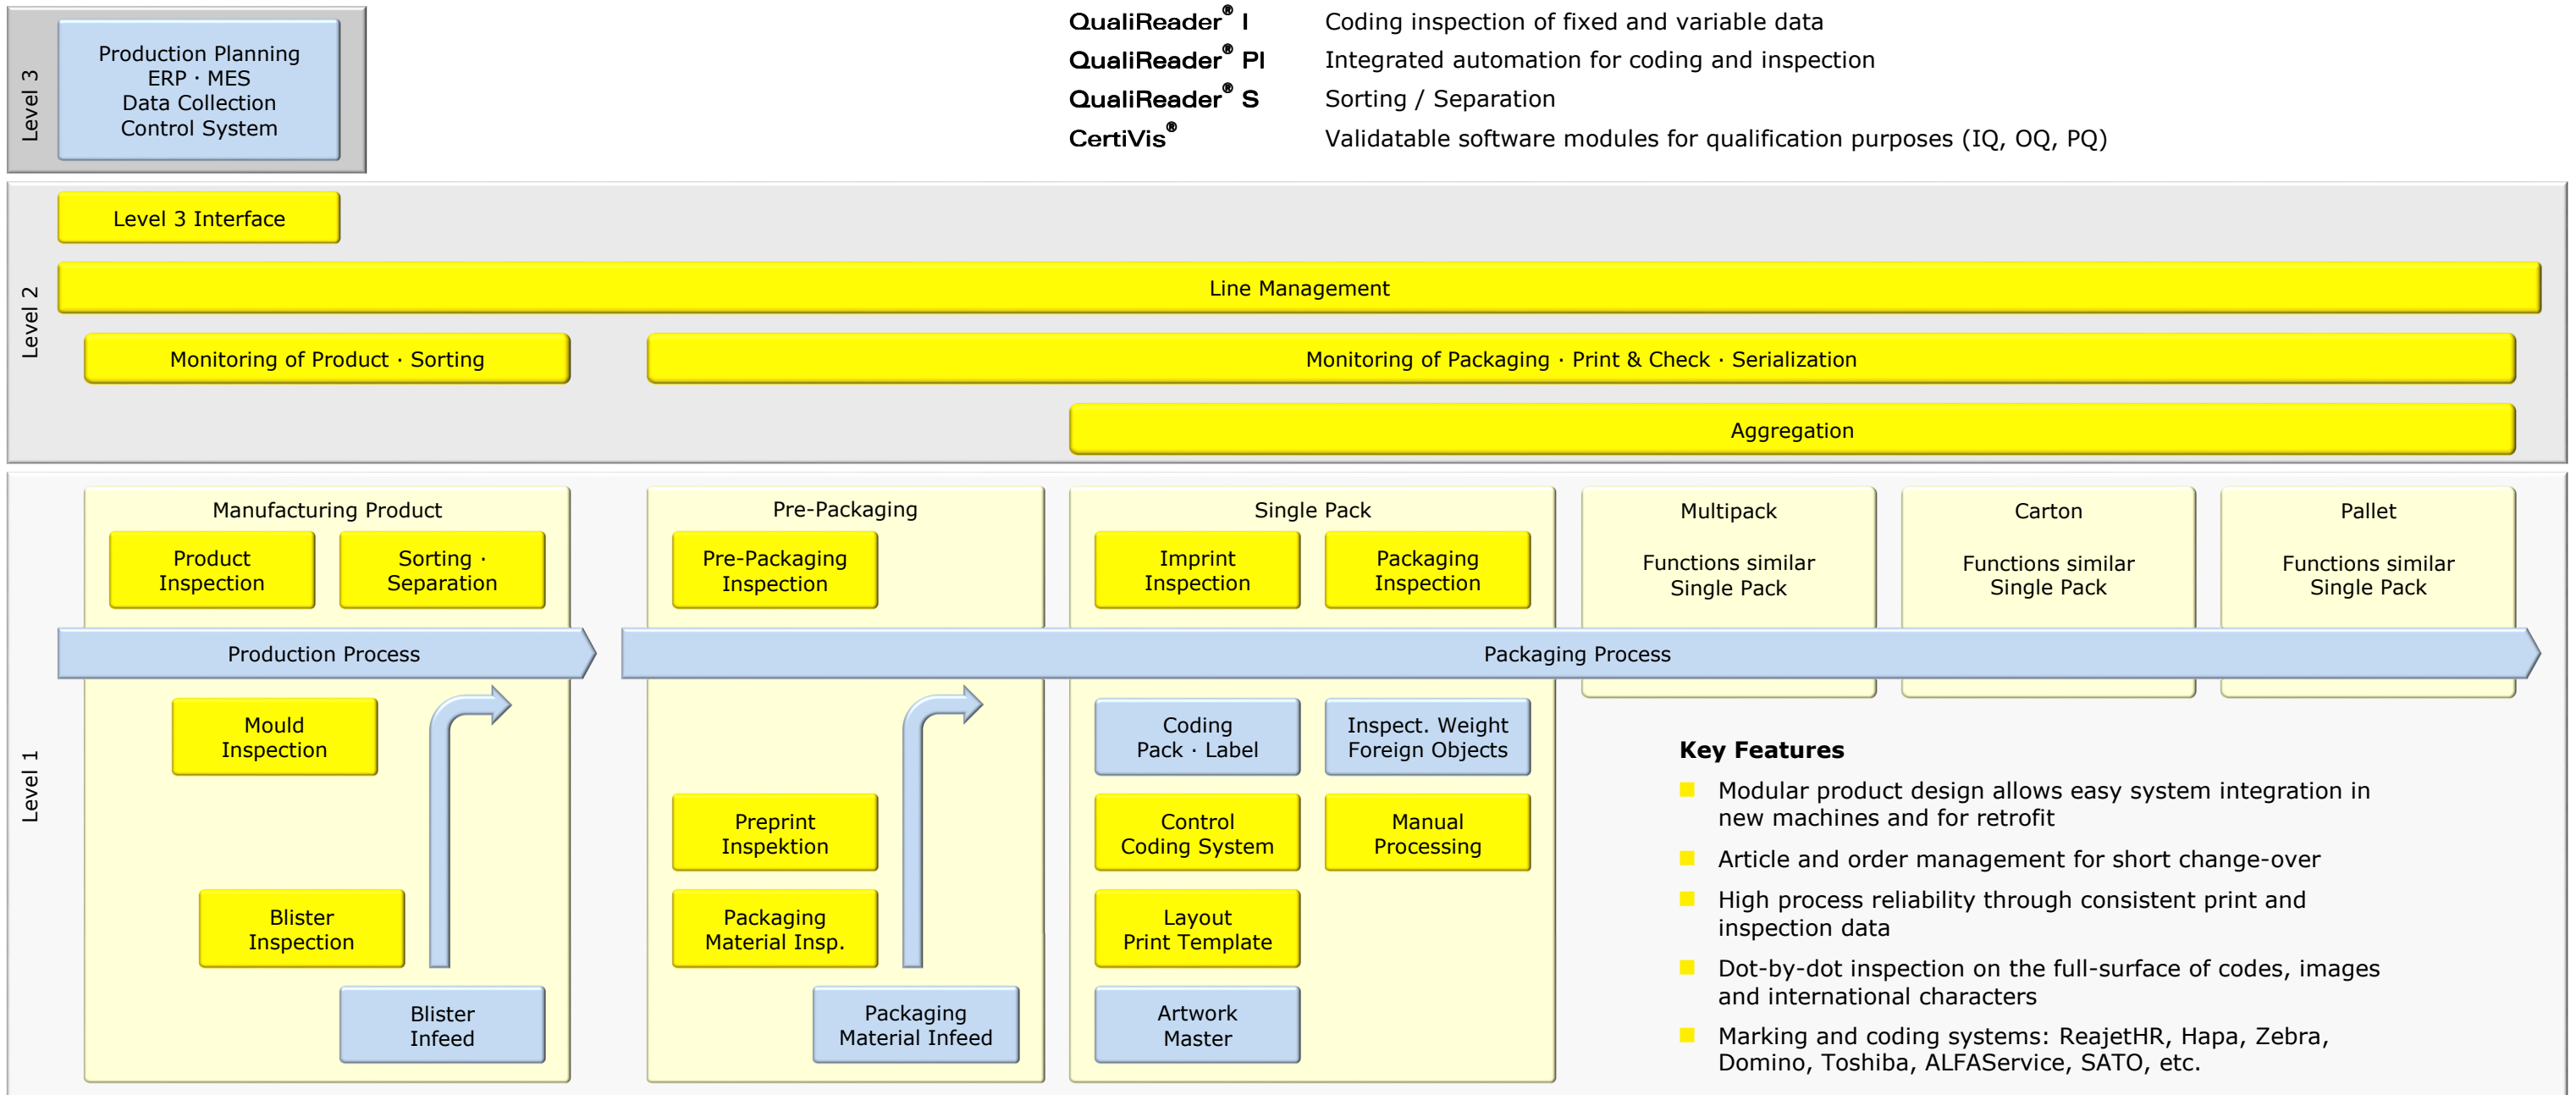 Level 3
Production Planning
ERP · MES
Data Collection
Control System
QualiReader® I Coding inspection of fixed and variable data
QualiReader® PI Integrated automation for coding and inspection
QualiReader® S Sorting / Separation
CertiVis® Validatable software modules for qualification purposes (IQ, OQ, PQ)
Level 2
Level 3 Interface
Line Management
Monitoring of Product · Sorting
Monitoring of Packaging · Print & Check · Serialization
Aggregation
Level 1
Manufacturing Product
Product
Inspection
Sorting ·
Separation
Production Process
Mould
Inspection
Blister
Inspection
Blister
Infeed
Pre-Packaging
Pre-Packaging
Inspection
Packaging Process
Preprint
Inspektion
Packaging
Material Insp.
Packaging
Material Infeed
Single Pack
Imprint
Inspection
Packaging
Inspection
Coding
Pack · Label
Inspect. Weight
Foreign Objects
Control
Coding System
Manual
Processing
Layout
Print Template
Artwork
Master
Multipack
Functions similar
Single Pack
Carton
Functions similar
Single Pack
Pallet
Functions similar
Single Pack
Key Features
Modular product design allows easy system integration in
new machines and for retrofit
Article and order management for short change-over
High process reliability through consistent print and
inspection data
Dot-by-dot inspection on the full-surface of codes, images
and international characters
Marking and coding systems: ReajetHR, Hapa, Zebra,
Domino, Toshiba, ALFAService, SATO, etc.